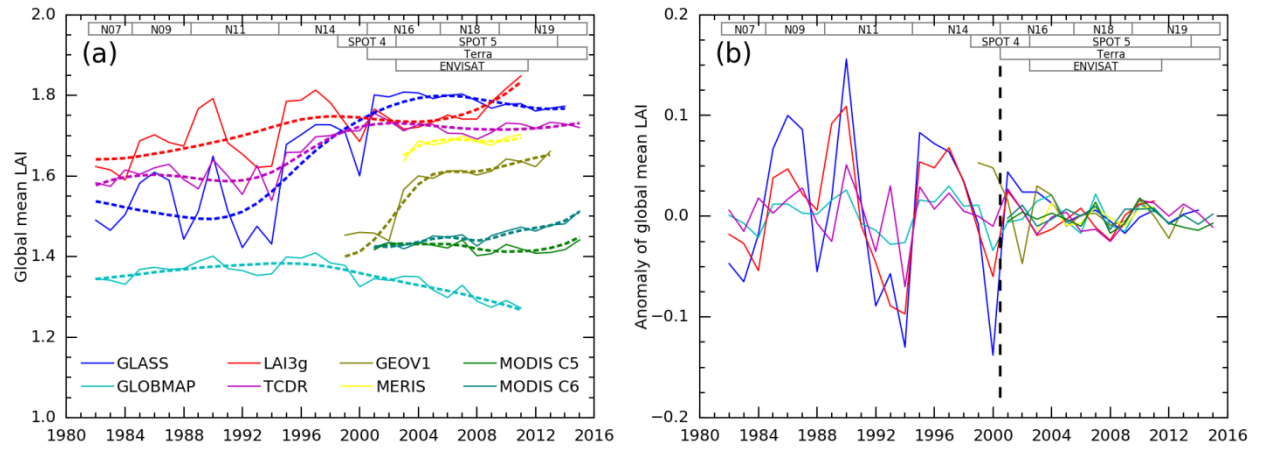 N07 N09 N11 N14 N16 N18 N19
SPOT 4 SPOT 5
Terra
ENVISAT
(a)
Global mean LAI
2.0
1.8
1.6
1.4
1.2
1.0
GLASS LAI3g GEOV1 MODIS C5
GLOBMAP TCDR MERIS MODIS C6
1980 1984 1988 1992 1996 2000 2004 2008 2012 2016
N07 N09 N11 N14 N16 N18 N19
SPOT 4 SPOT 5
Terra
ENVISAT
(b)
Anomaly of global mean LAI
0.2
0.1
0.0
−0.1
−0.2
1980 1984 1988 1992 1996 2000 2004 2008 2012 2016